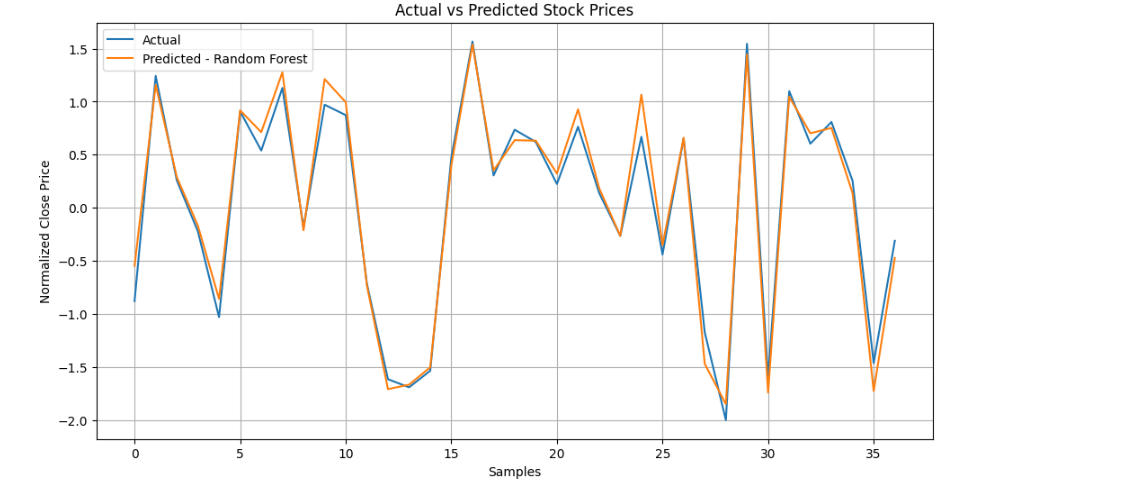 Actual vs Predicted Stock Prices
Actual
Predicted - Random Forest
Normalized Close Price
1.5
1.0
0.5
0.0
−0.5
−1.0
−1.5
−2.0
0 5 10 15 20 25 30 35
Samples